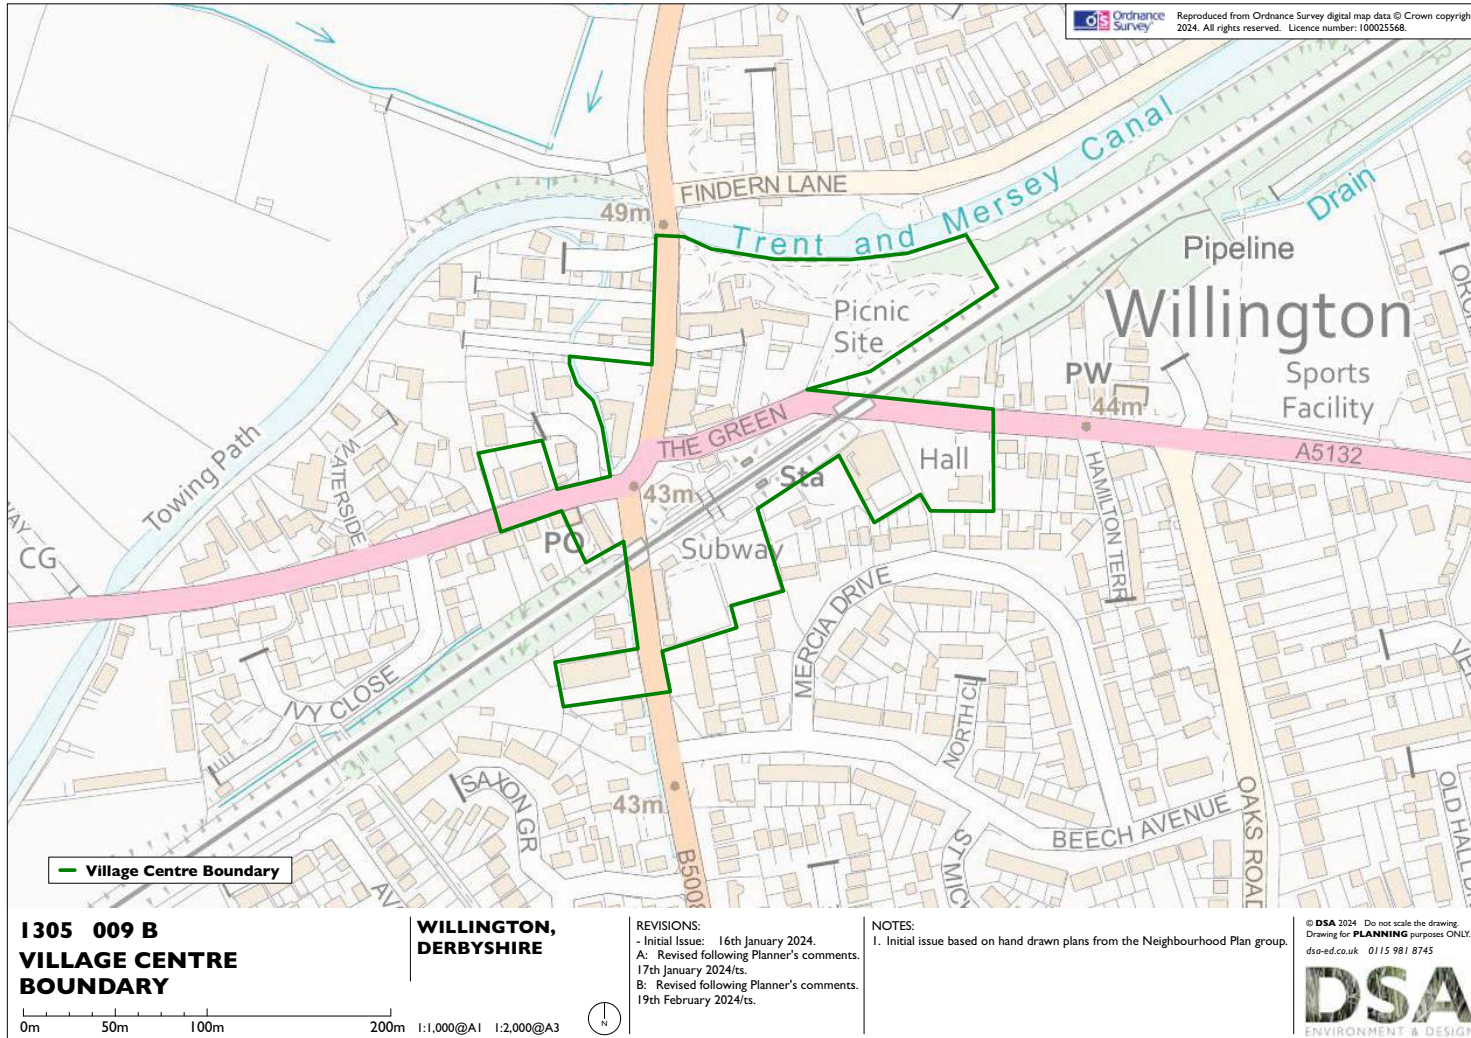 Ordnance
Survey
Reproduced from Ordnance Survey digital map data © Crown copyright
2024. All rights reserved. Licence number: 100025568.
FINDERN LANE
49m
Trent and Mersey Canal
Drain
Pipeline
Willington
Picnic
Site
PW
Sports
Facility
44m
THE GREEN
A5132
Hall
Sta
43m
Towing Path
WATERSIDE
HAMILTON TERR
CG
PO
Subway
MERCIA DRIVE
IVY CLOSE
NORTH CL
SAXON GR
43m
BEECH AVENUE
OAKS ROAD
B5008
Village Centre Boundary
1305 009 B
VILLAGE CENTRE
BOUNDARY
0m 50m 100m 200m
1:1,000@A1 1:2,000@A3
N
WILLINGTON,
DERBYSHIRE
REVISIONS:
- Initial Issue: 16th January 2024.
A: Revised following Planner's comments.
17th January 2024/ts.
B: Revised following Planner's comments.
19th February 2024/ts.
NOTES:
1. Initial issue based on hand drawn plans from the Neighbourhood Plan group.
© DSA 2024 Do not scale the drawing.
Drawing for PLANNING purposes ONLY.
dsa-ed.co.uk 0115 981 8745
DSA
ENVIRONMENT & DESIGN